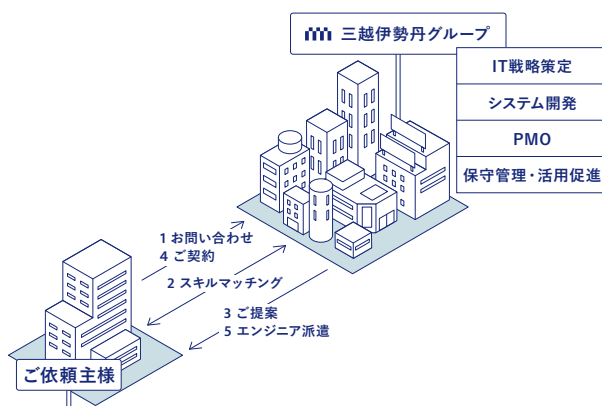 三越伊勢丹グループ
IT戦略策定
システム開発
PMO
保守管理・活用促進
1 お問い合わせ
4 ご契約
2 スキルマッチング
3 ご提案
5 エンジニア派遣
ご依頼主様